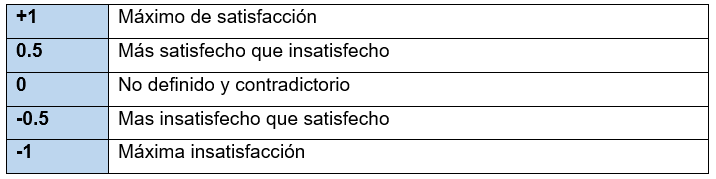 +1 Máximo de satisfacción
0.5 Más satisfecho que insatisfecho
0 No definido y contradictorio
-0.5 Mas insatisfecho que satisfecho
-1 Máxima insatisfacción